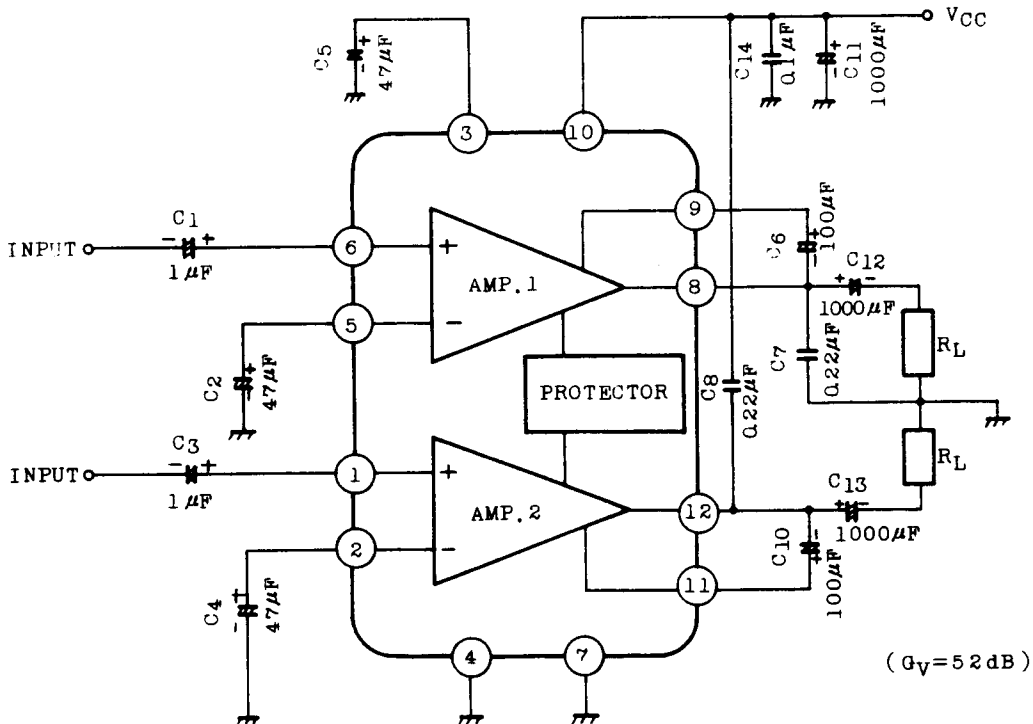 VCC
C5
47μF
C14
0.1μF
C11
1000μF
3
10
9
C6
100μF
C1
INPUT
1μF
6
+
AMP.1
8
C12
1000μF
5
−
C2
47μF
C7
0.22μF
RL
PROTECTOR
C8
0.22μF
C3
INPUT
1μF
1
+
AMP.2
12
C13
1000μF
RL
2
−
C10
100μF
11
C4
47μF
4
7
(GV=52dB)